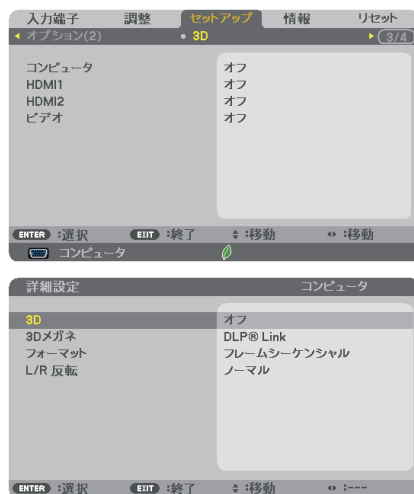 入力端子 調整 セットアップ 情報 リセット
オプション(2) 3D 3/4
コンピュータ オフ
HDMI1 オフ
HDMI2 オフ
ビデオ オフ
ENTER :選択 EXIT :終了 :移動 :移動
コンピュータ
詳細設定 コンピュータ
3D オフ
3Dメガネ DLP® Link
フォーマット フレームシーケンシャル
L/R 反転 ノーマル
ENTER :選択 EXIT :終了 :移動 :---